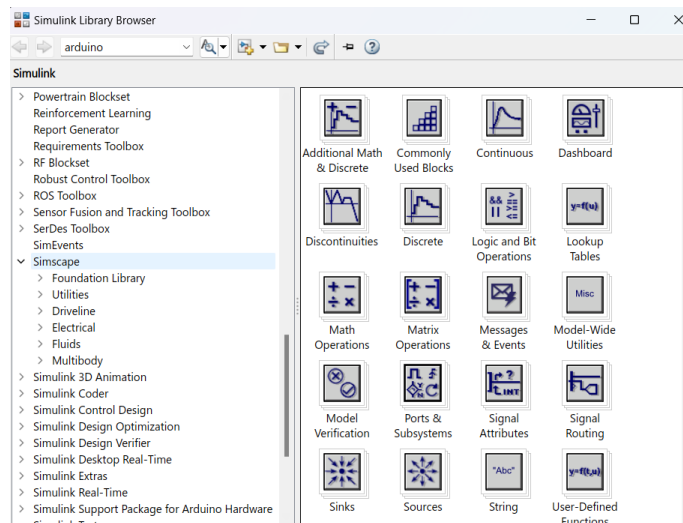 Simulink Library Browser
arduino
Simulink
Powertrain Blockset
Reinforcement Learning
Report Generator
Requirements Toolbox
RF Blockset
Robust Control Toolbox
ROS Toolbox
Sensor Fusion and Tracking Toolbox
SerDes Toolbox
SimEvents
Simscape
Foundation Library
Utilities
Driveline
Electrical
Fluids
Multibody
Simulink 3D Animation
Simulink Coder
Simulink Control Design
Simulink Design Optimization
Simulink Design Verifier
Simulink Desktop Real-Time
Simulink Extras
Simulink Real-Time
Simulink Support Package for Arduino Hardware
Additional Math
& Discrete
Commonly
Used Blocks
Continuous
Dashboard
Discontinuities
Discrete
&& >
|| >=
<=
Logic and Bit
Operations
y=f(u)
Lookup
Tables
+ -
÷ ×
Math
Operations
+ -
÷ ×
Matrix
Operations
Messages
& Events
Misc
Model-Wide
Utilities
Model
Verification
Ports &
Subsystems
?
INT
Signal
Attributes
Signal
Routing
Sinks
Sources
"Abc"
String
y=f(t,u)
User-Defined
Functions